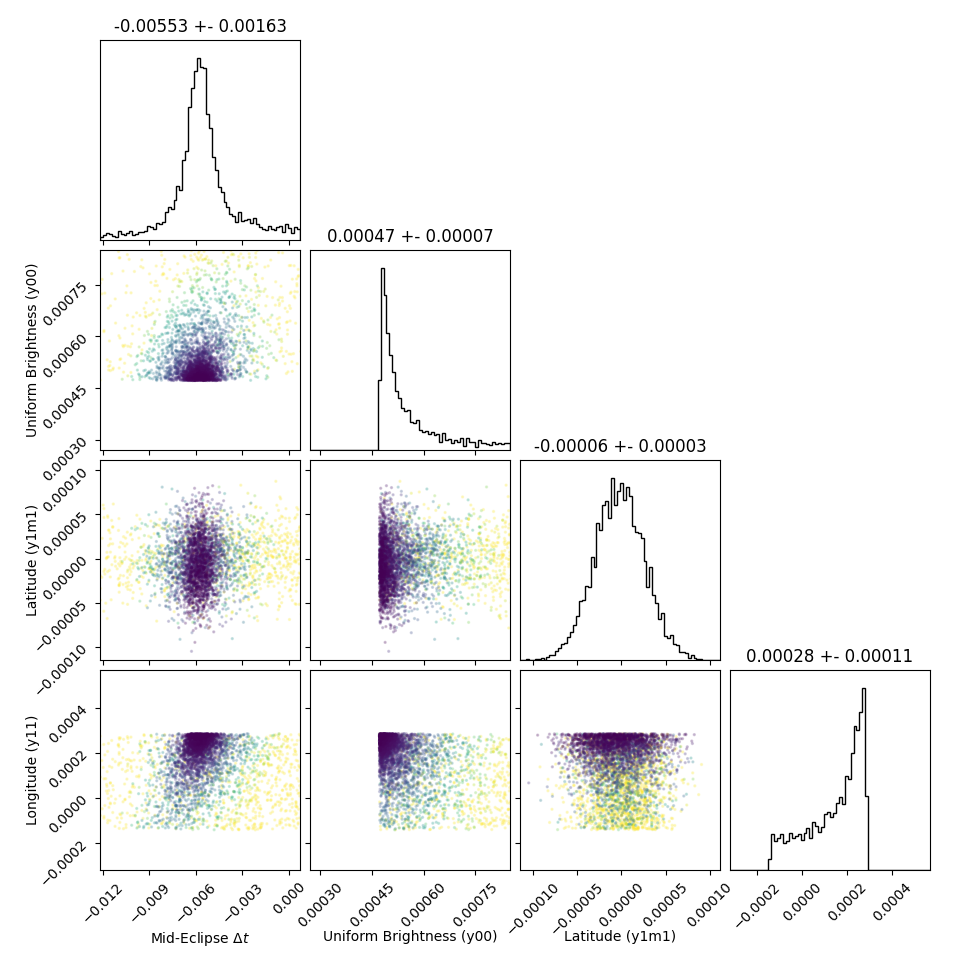 -0.00553 +- 0.00163
0.00047 +- 0.00007
Uniform Brightness (y00)
0.00075
0.00060
0.00045
0.00030
-0.00006 +- 0.00003
Latitude (y1m1)
0.00010
0.00005
0.00000
−0.00005
−0.00010
0.00028 +- 0.00011
Longitude (y11)
0.0004
0.0002
0.0000
−0.0002
−0.012 −0.009 −0.006 −0.003 0.000
0.00030 0.00045 0.00060 0.00075
−0.00010 −0.00005 0.00000 0.00005 0.00010
−0.0002 0.0000 0.0002 0.0004
Mid-Eclipse Δt
Uniform Brightness (y00)
Latitude (y1m1)